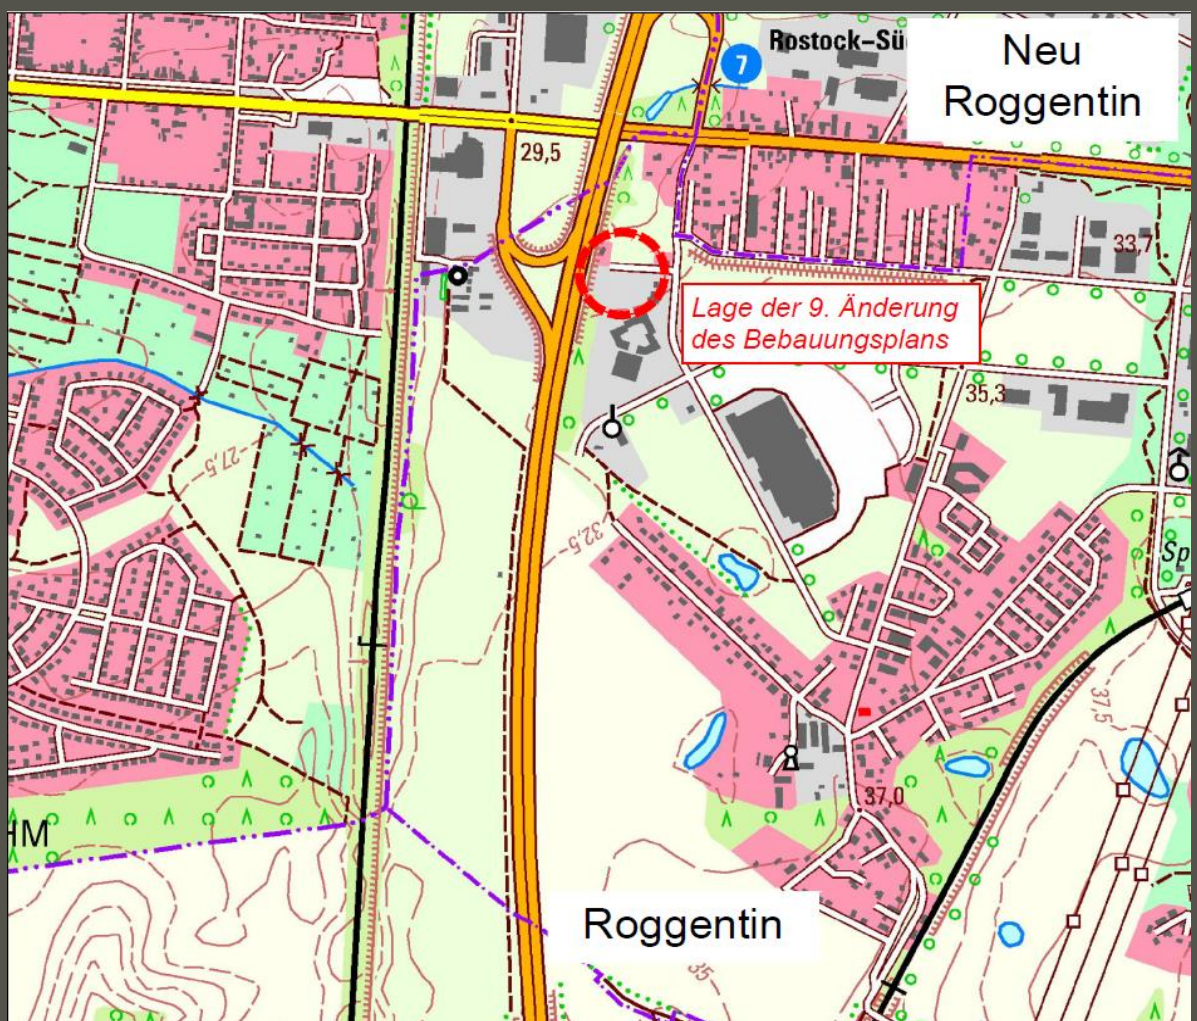 Rostock-Sü
7
Neu
Roggentin
29,5
33,7
Lage der 9. Änderung
des Bebauungsplans
35,3
27,5
32,5
Sp
37,5
37,0
HM
Roggentin
35